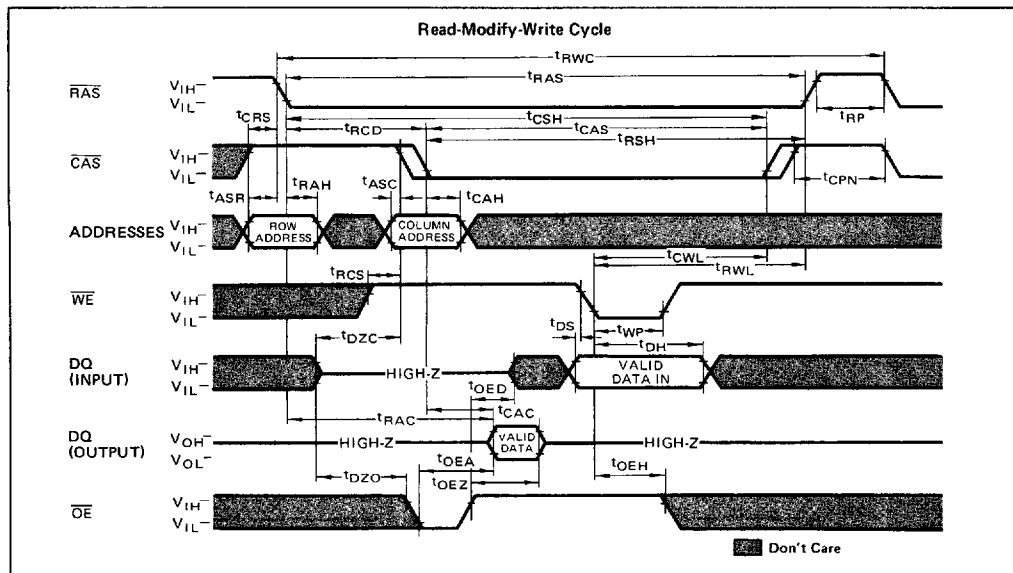 Read-Modify-Write Cycle
tRWC
RAS
VIH–
VIL–
tRAS
tRP
tCRS
tRCD
tCSH
tCAS
tRSH
CAS
VIH–
VIL–
tCPN
tASR
tRAH
tASC
tCAH
ADDRESSES
VIH–
VIL–
ROW ADDRESS
COLUMN ADDRESS
tCWL
tRWL
tRCS
WE
VIH–
VIL–
tDZC
tDS
tWP
tDH
DQ (INPUT)
VIH–
VIL–
HIGH-Z
VALID DATA IN
tOED
tRAC
tCAC
DQ (OUTPUT)
VOH–
VOL–
HIGH-Z
VALID DATA
HIGH-Z
tDZO
tOEA
tOEZ
tOEH
OE
VIH–
VIL–
Don't Care